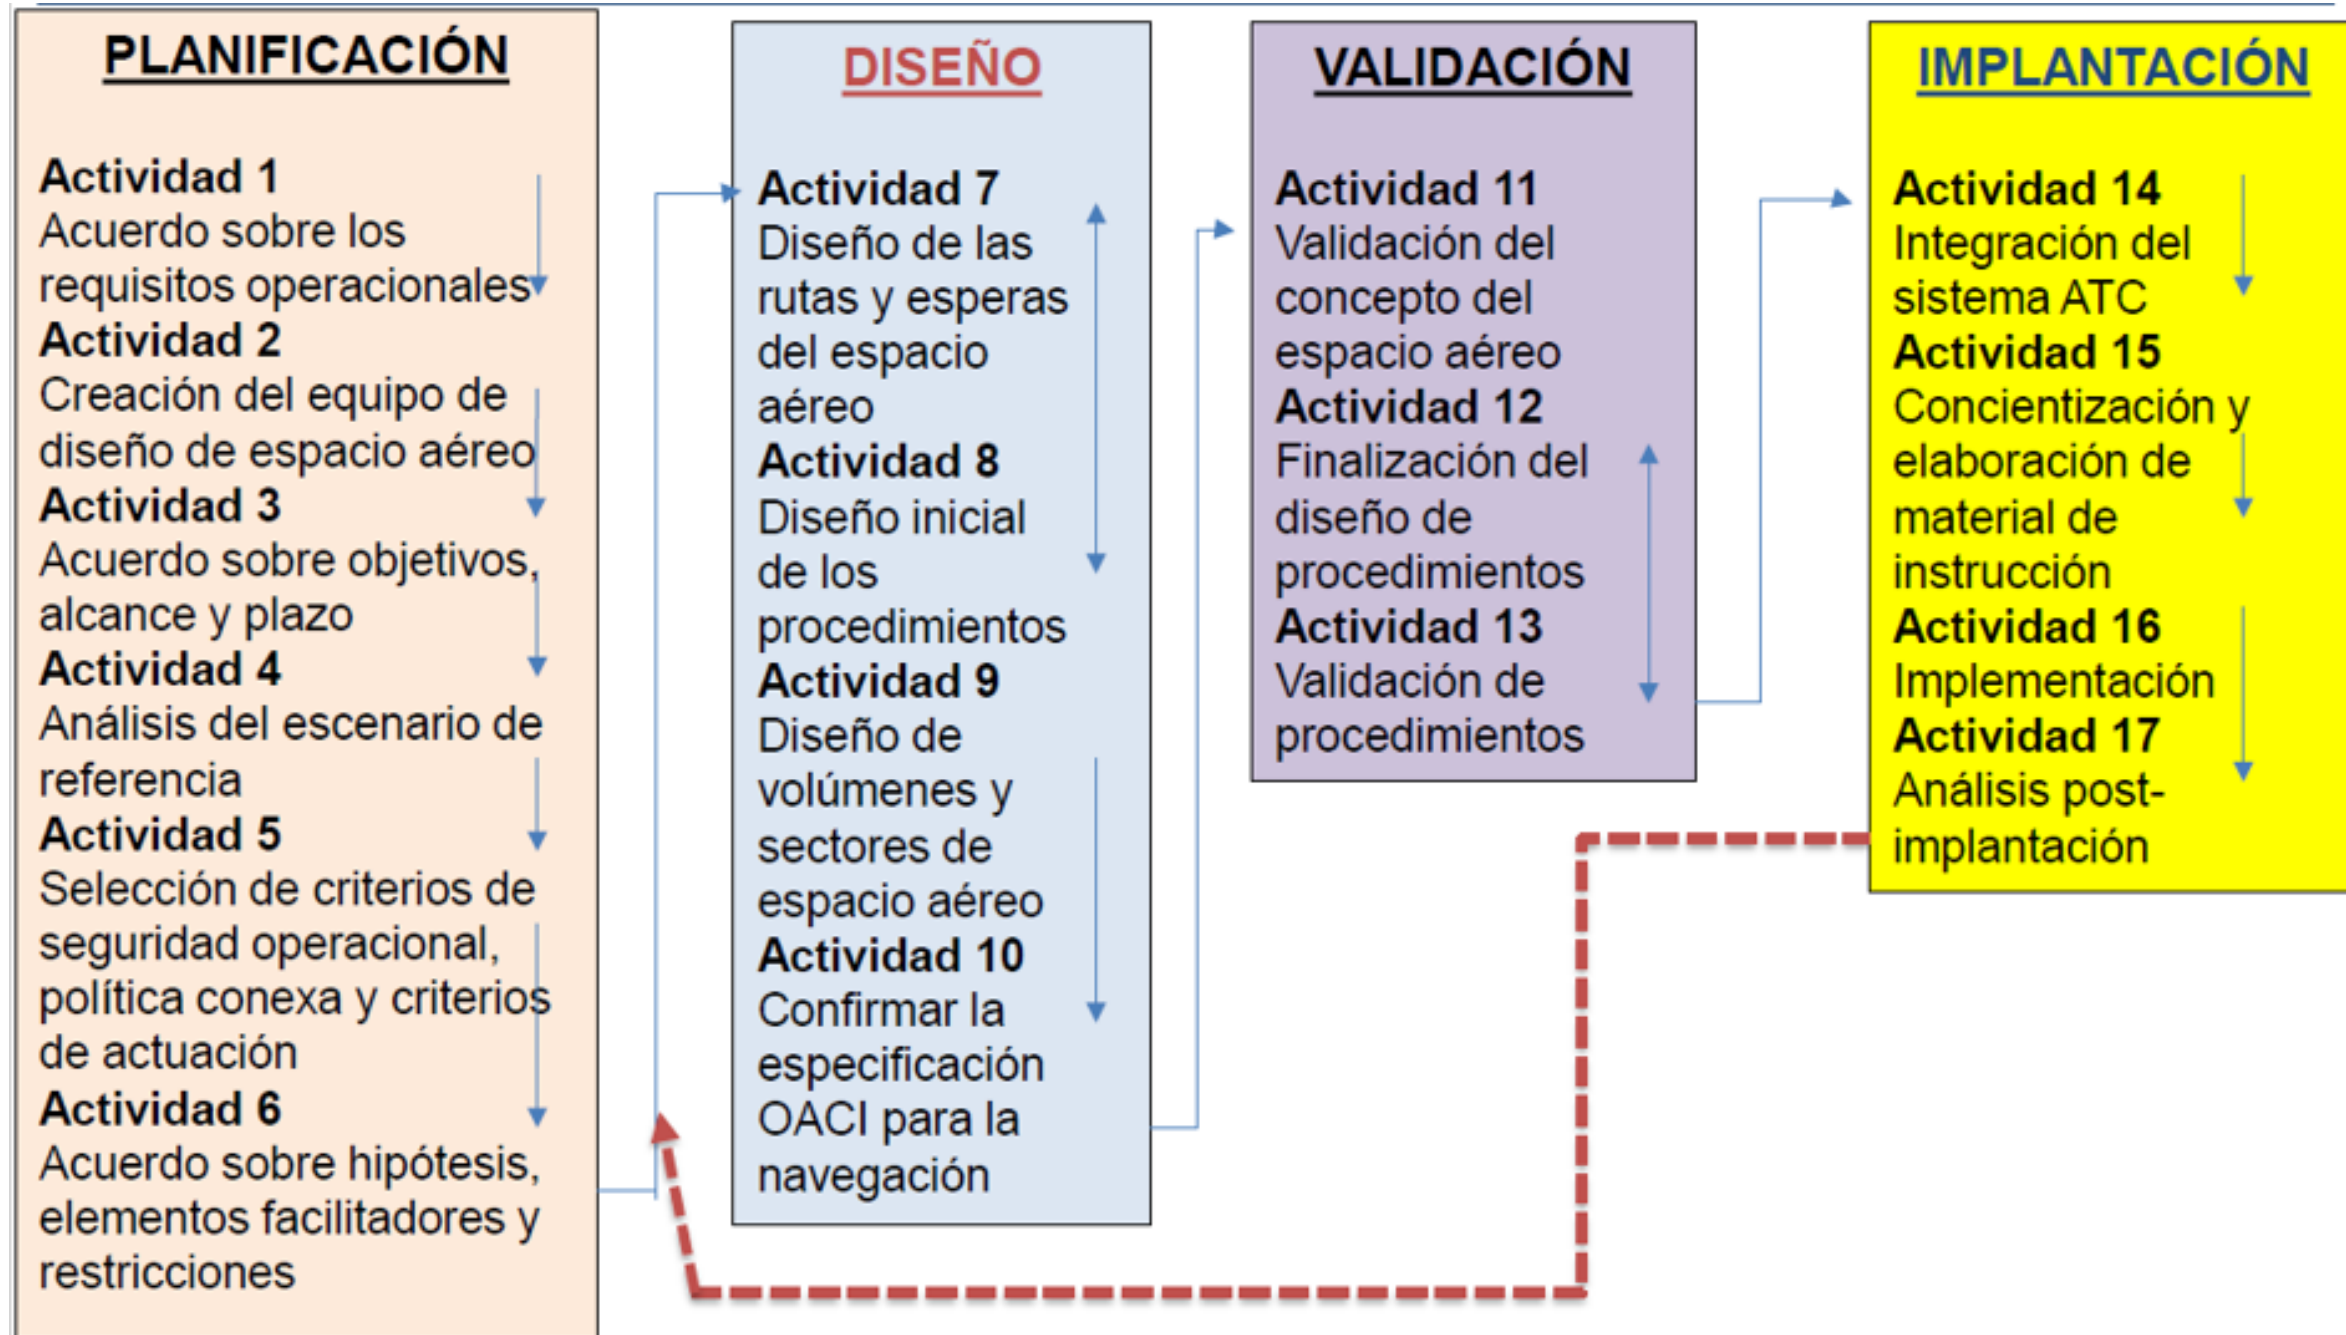 PLANIFICACIÓN
Actividad 1
Acuerdo sobre los
requisitos operacionales
Actividad 2
Creación del equipo de
diseño de espacio aéreo
Actividad 3
Acuerdo sobre objetivos,
alcance y plazo
Actividad 4
Análisis del escenario de
referencia
Actividad 5
Selección de criterios de
seguridad operacional,
política conexa y criterios
de actuación
Actividad 6
Acuerdo sobre hipótesis,
elementos facilitadores y
restricciones
DISEÑO
Actividad 7
Diseño de las
rutas y esperas
del espacio
aéreo
Actividad 8
Diseño inicial
de los
procedimientos
Actividad 9
Diseño de
volúmenes y
sectores de
espacio aéreo
Actividad 10
Confirmar la
especificación
OACI para la
navegación
VALIDACIÓN
Actividad 11
Validación del
concepto del
espacio aéreo
Actividad 12
Finalización del
diseño de
procedimientos
Actividad 13
Validación de
procedimientos
IMPLANTACIÓN
Actividad 14
Integración del
sistema ATC
Actividad 15
Concientización y
elaboración de
material de
instrucción
Actividad 16
Implementación
Actividad 17
Análisis post-
implantación